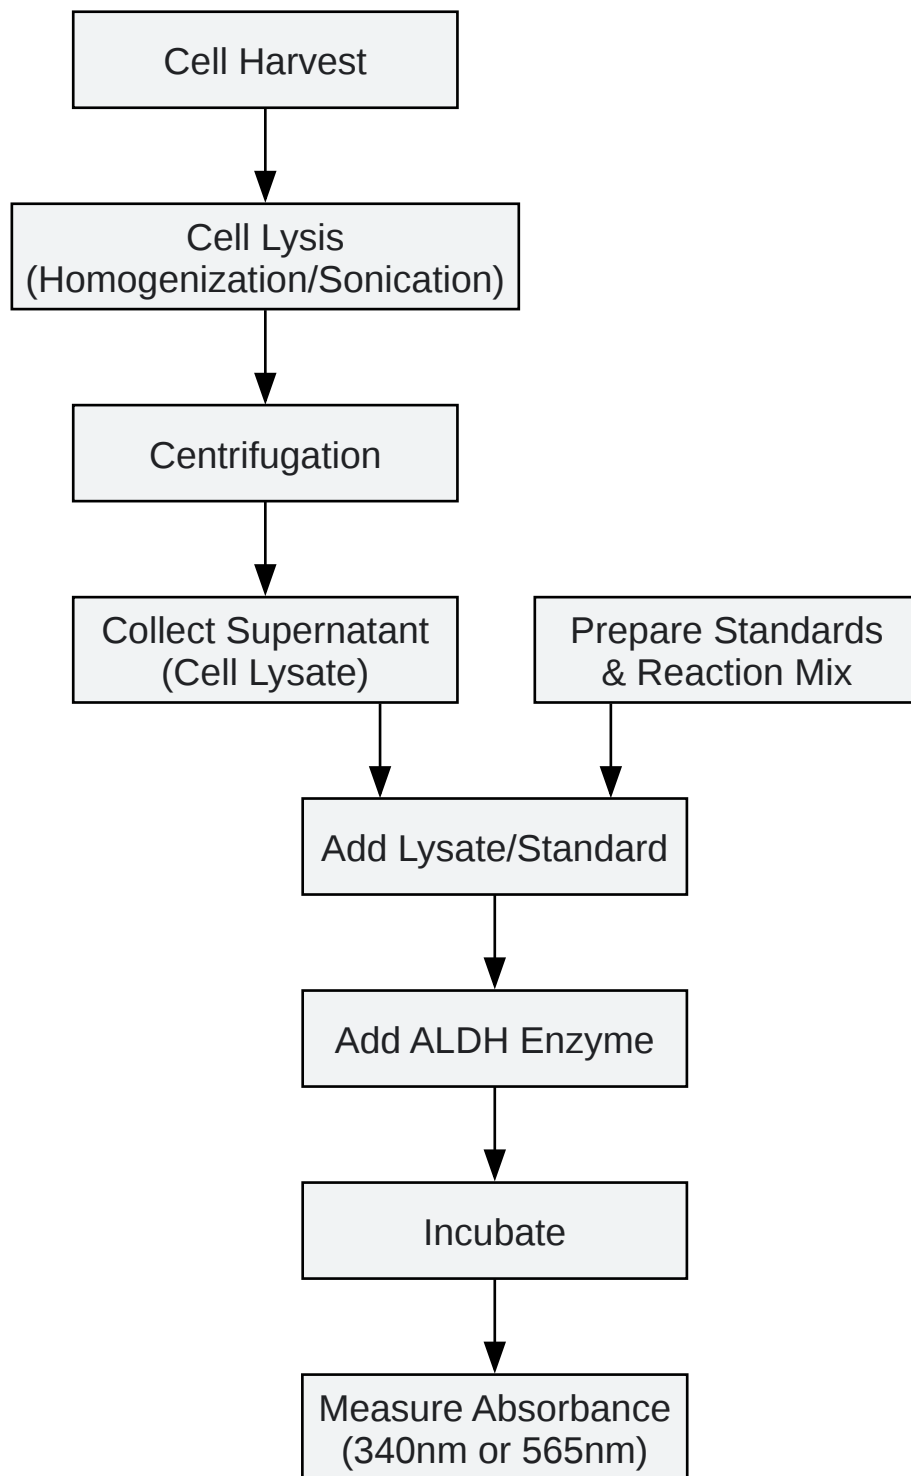 Cell Harvest
Cell Lysis
(Homogenization/Sonication)
Centrifugation
Collect Supernatant
(Cell Lysate)
Prepare Standards
& Reaction Mix
Add Lysate/Standard
Add ALDH Enzyme
Incubate
Measure Absorbance
(340nm or 565nm)